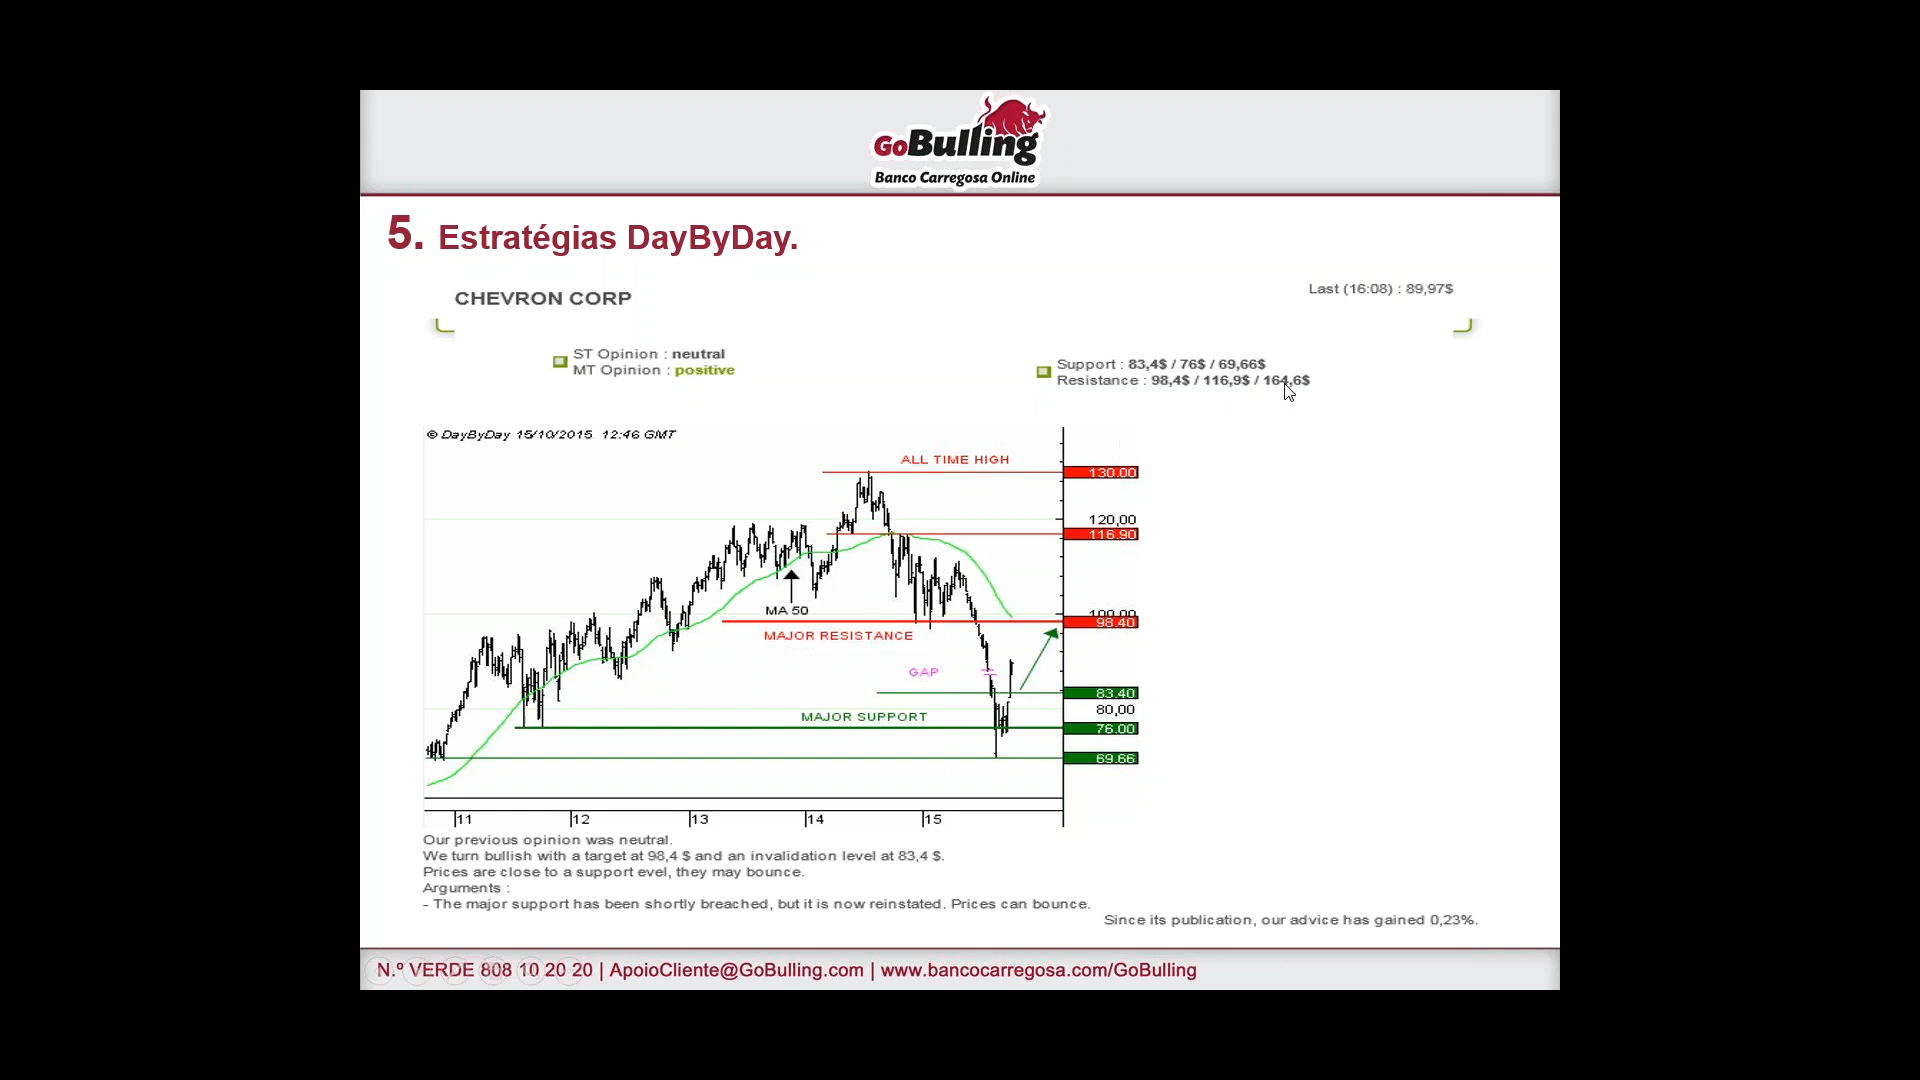 GoBulling
Banco Carregosa Online
5. Estratégias DayByDay.
CHEVRON CORP
Last (16:08) : 89,97$
ST Opinion : neutral
MT Opinion : positive
Support : 83,4$ / 76$ / 69,66$
Resistance : 98,4$ / 116,9$ / 164,6$
© DayByDay 15/10/2015 12:46 GMT
ALL TIME HIGH
130.00
120,00
116.90
MA 50
100,00
98.40
MAJOR RESISTANCE
GAP
83.40
80,00
MAJOR SUPPORT
76.00
69.66
11
12
13
14
15
Our previous opinion was neutral.
We turn bullish with a target at 98,4 $ and an invalidation level at 83,4 $.
Prices are close to a support evel, they may bounce.
Arguments :
- The major support has been shortly breached, but it is now reinstated. Prices can bounce.
Since its publication, our advice has gained 0,23%.
N.º VERDE 808 10 20 20 | ApoioCliente@GoBulling.com | www.bancocarregosa.com/GoBulling